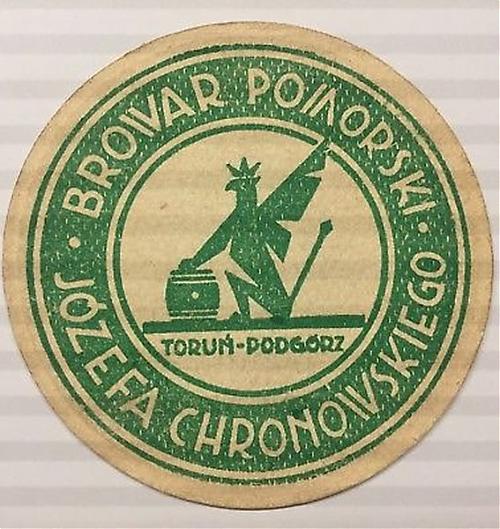 BROWAR POMORSKI
JÓZEFA CHRONOWSKIEGO
TORUŃ-PODGÓRZ